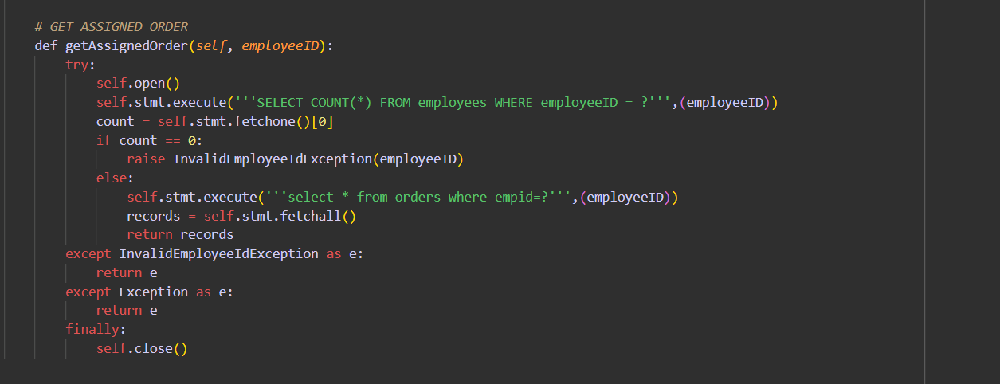 # GET ASSIGNED ORDER
def getAssignedOrder(self, employeeID):
    try:
        self.open()
        self.stmt.execute('''SELECT COUNT(*) FROM employees WHERE employeeID = ?''',(employeeID))
        count = self.stmt.fetchone()[0]
        if count == 0:
            raise InvalidEmployeeIdException(employeeID)
        else:
            self.stmt.execute('''select * from orders where empid=?''',(employeeID))
            records = self.stmt.fetchall()
            return records
    except InvalidEmployeeIdException as e:
        return e
    except Exception as e:
        return e
    finally:
        self.close()